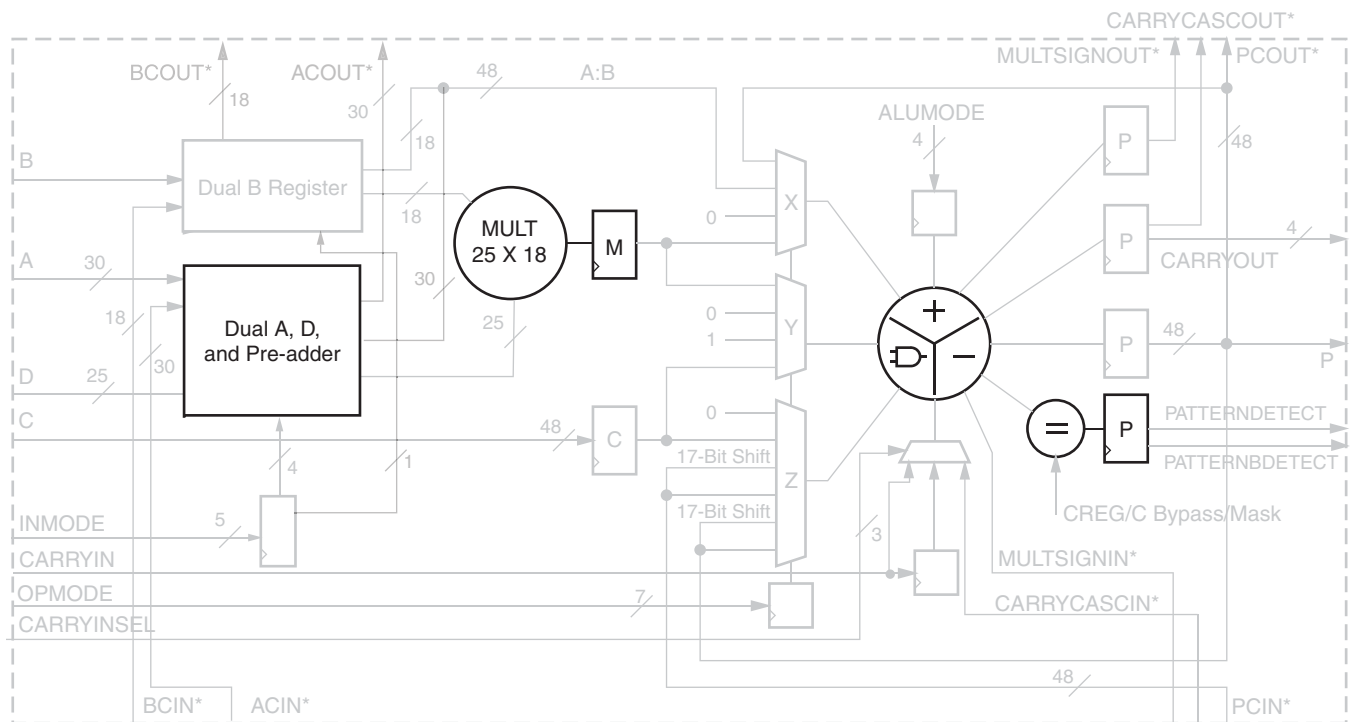 CARRYCASCOUT*
MULTSIGNOUT* PCOUT*
BCOUT* ACOUT*
48 A:B
18
30
ALUMODE
4
18
48
P
B
Dual B Register
18
X
0
MULT
25 X 18
M
P
4
CARRYOUT
A
30
30
18
30
Dual A, D,
and Pre-adder
25
0
Y
1
+
−
P
48
P
D
25
C
48
C
0
17-Bit Shift
Z
17-Bit Shift
=
P
PATTERNDETECT
PATTERNBDETECT
4
1
CREG/C Bypass/Mask
INMODE
5
3
CARRYIN
MULTSIGNIN*
OPMODE
7
CARRYCASCIN*
CARRYINSEL
48
BCIN* ACIN*
PCIN*